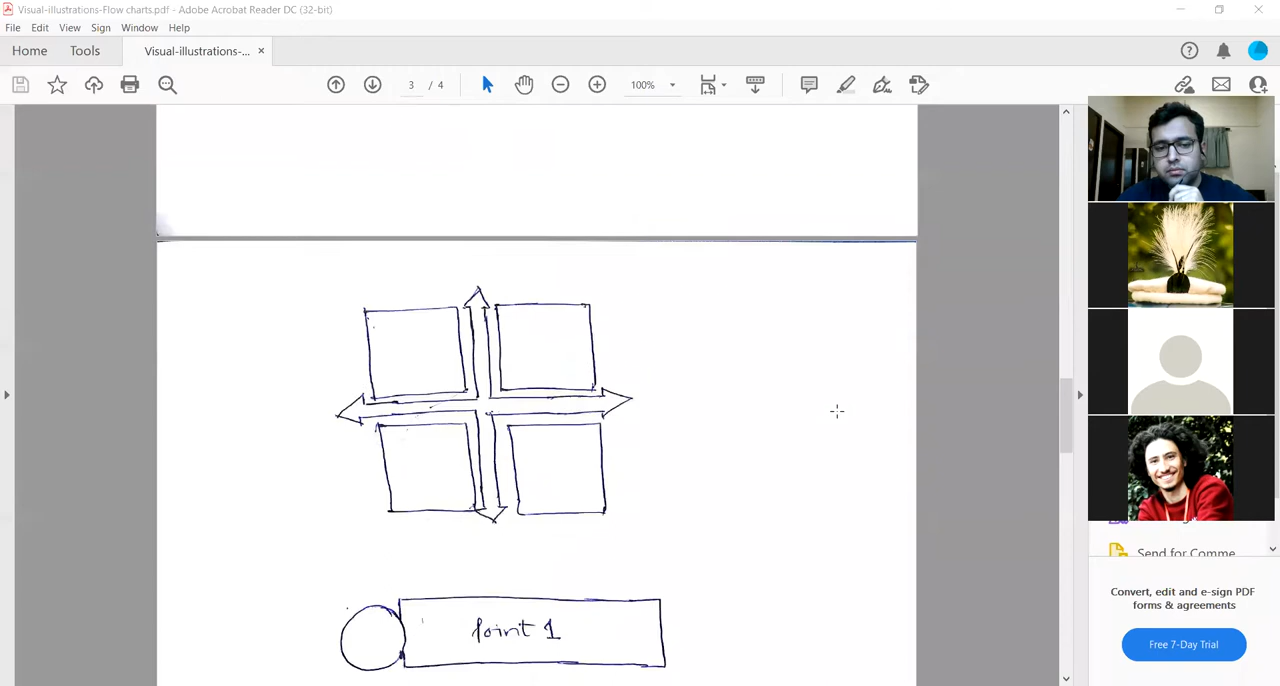 Visual-illustrations-Flow charts.pdf - Adobe Acrobat Reader DC (32-bit)
File Edit View Sign Window Help
Home Tools Visual-illustrations-... ×
3 / 4 100%
Point 1
Send for Comme
Convert, edit and e-sign PDF
forms & agreements
Free 7-Day Trial